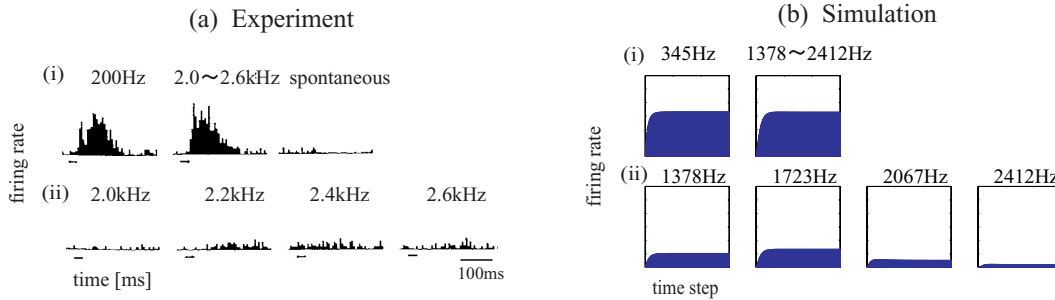 (a) Experiment
(i)
200Hz
2.0～2.6kHz
spontaneous
firing rate
(ii)
2.0kHz
2.2kHz
2.4kHz
2.6kHz
time [ms]
100ms
(b) Simulation
(i)
345Hz
1378～2412Hz
firing rate
(ii)
1378Hz
1723Hz
2067Hz
2412Hz
time step